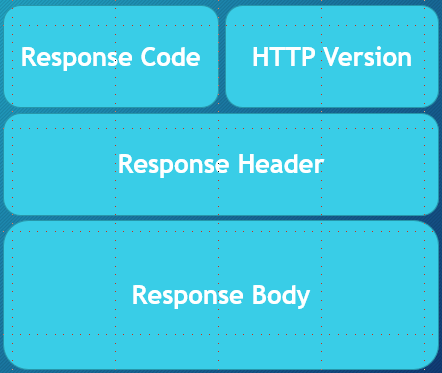 Response Code
HTTP Version
Response Header
Response Body